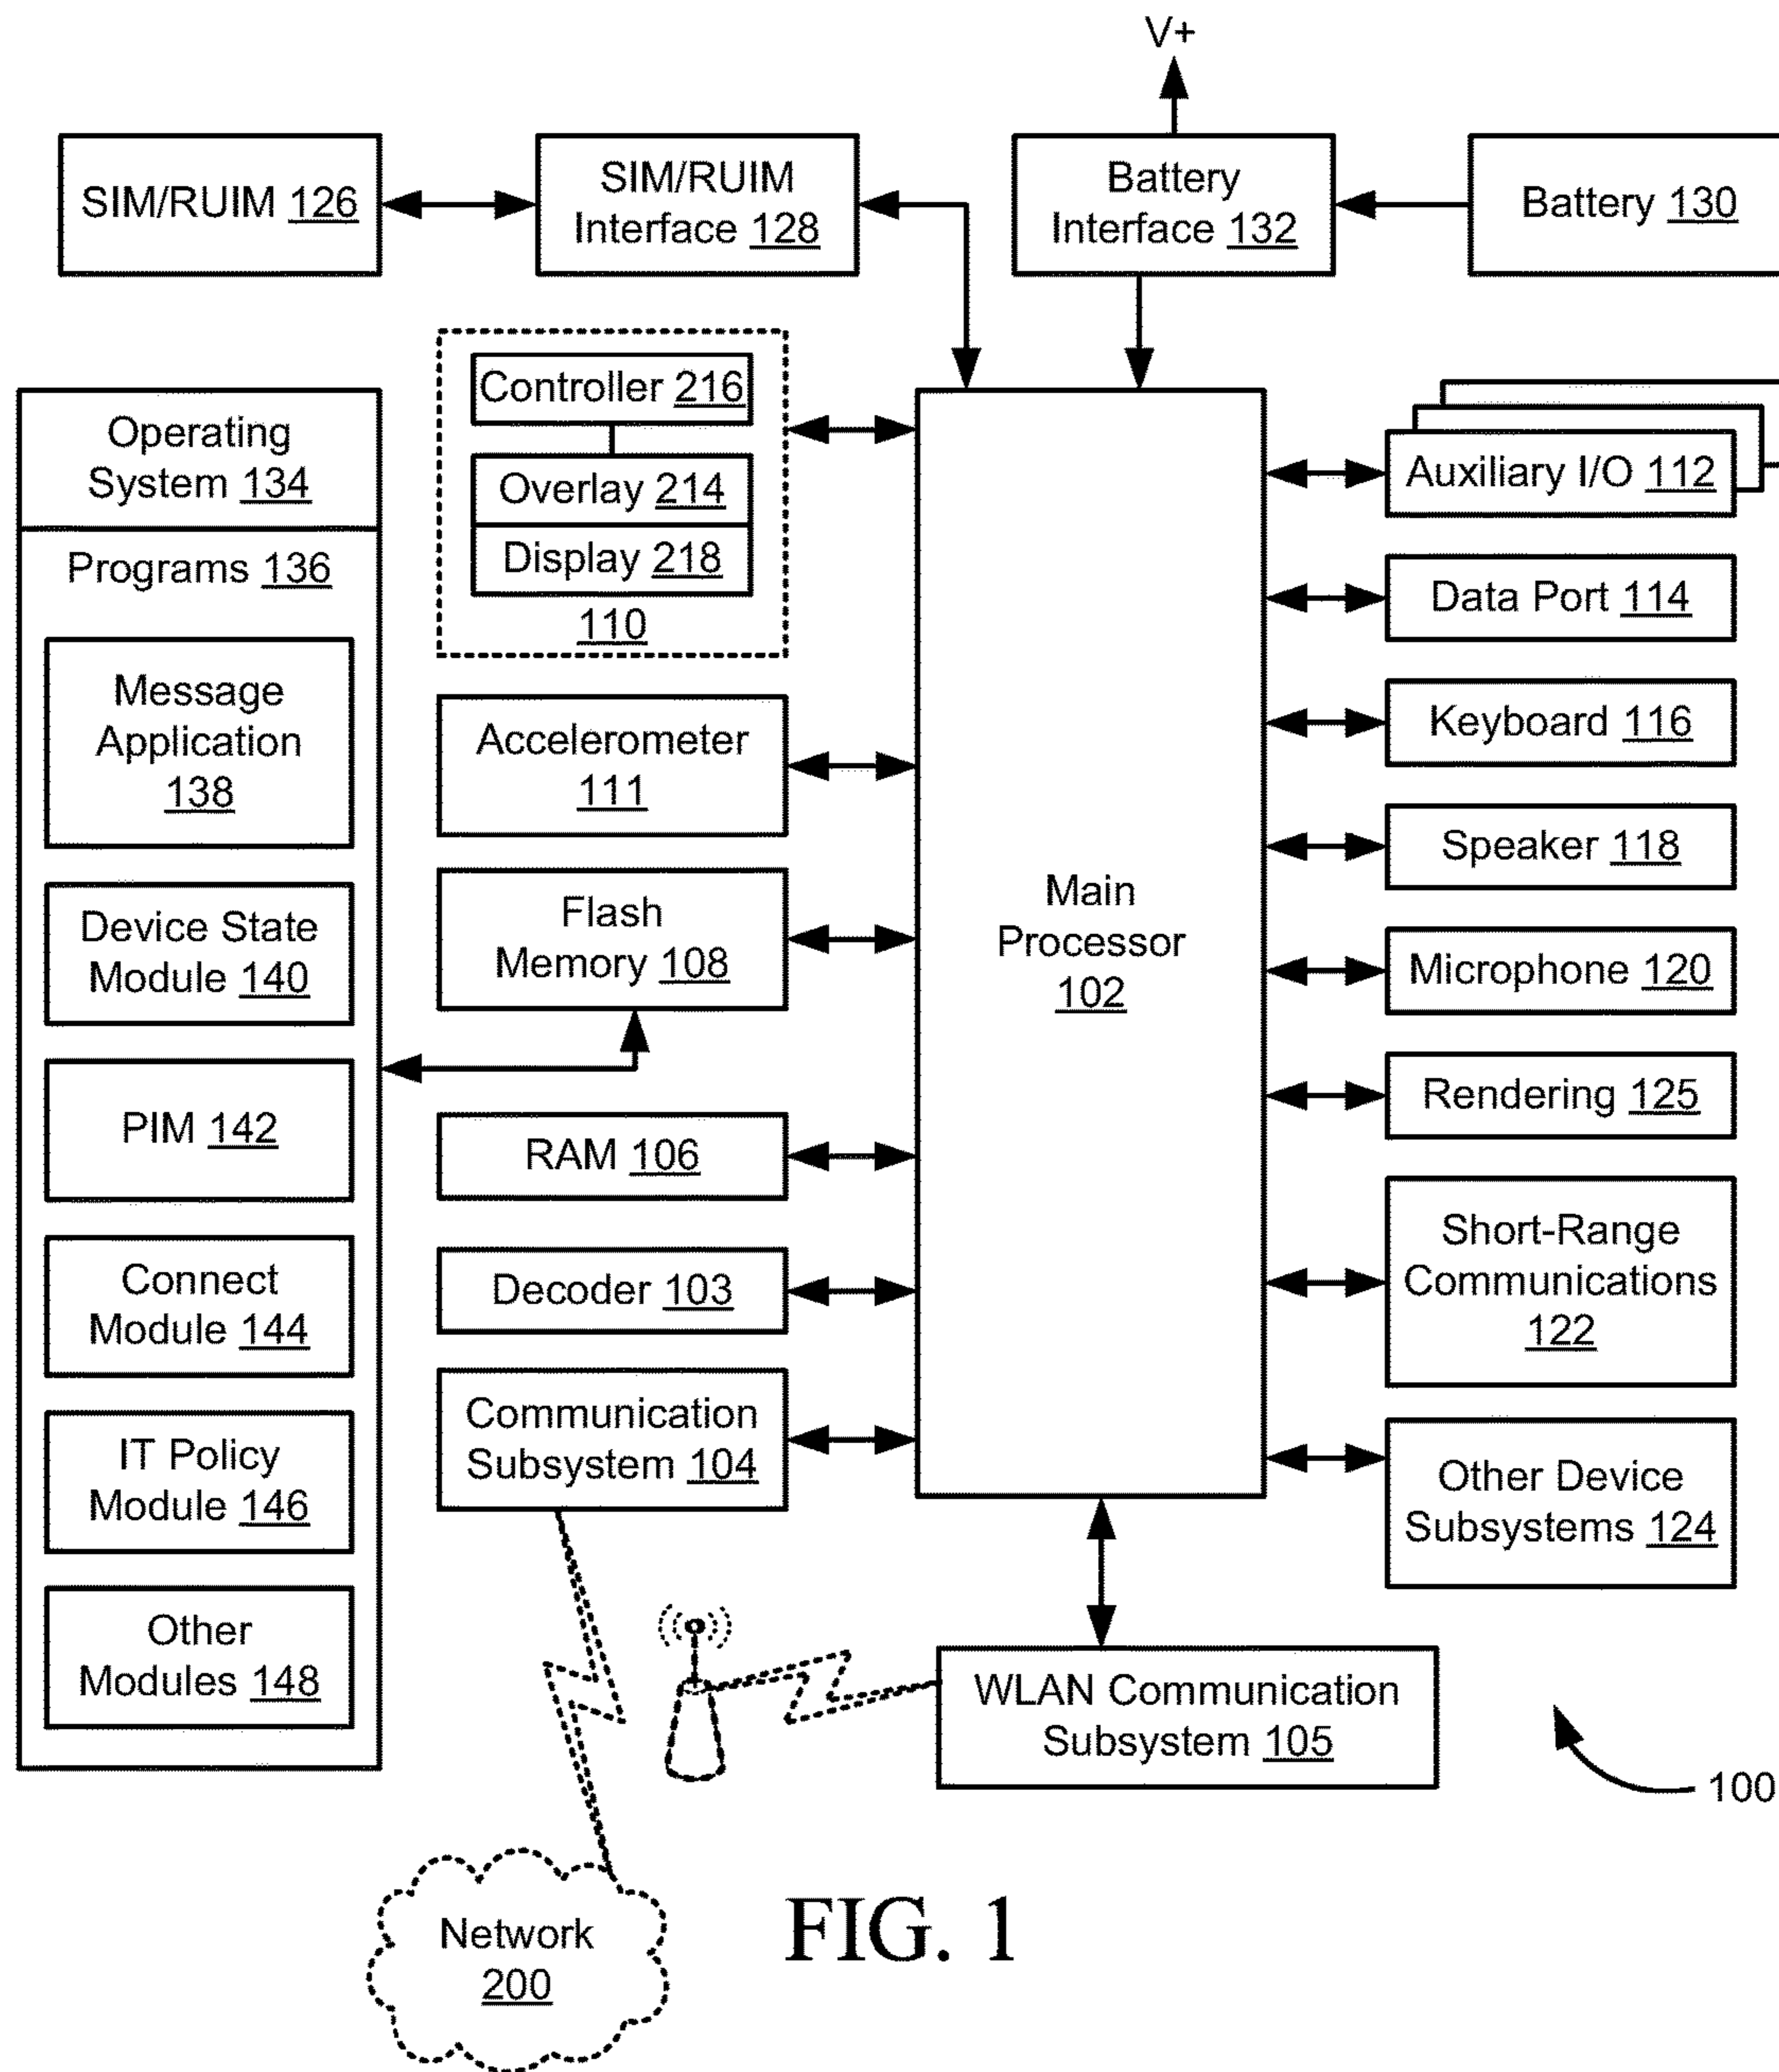 V+
SIM/RUIM 126
SIM/RUIM
Interface 128
Battery
Interface 132
Battery 130
Operating
System 134
Programs 136
Message
Application
138
Device State
Module 140
PIM 142
Connect
Module 144
IT Policy
Module 146
Other
Modules 148
Controller 216
Overlay 214
Display 218
110
Accelerometer
111
Flash
Memory 108
RAM 106
Decoder 103
Communication
Subsystem 104
Main
Processor
102
Auxiliary I/O 112
Data Port 114
Keyboard 116
Speaker 118
Microphone 120
Rendering 125
Short-Range
Communications
122
Other Device
Subsystems 124
WLAN Communication
Subsystem 105
100
Network
200
FIG. 1